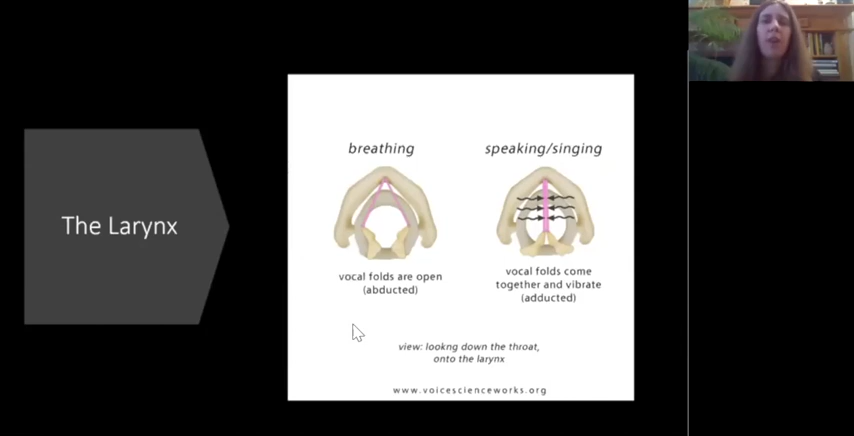 The Larynx
breathing
speaking/singing
vocal folds are open
(abducted)
vocal folds come
together and vibrate
(adducted)
view: lookng down the throat,
onto the larynx
www.voicescienceworks.org